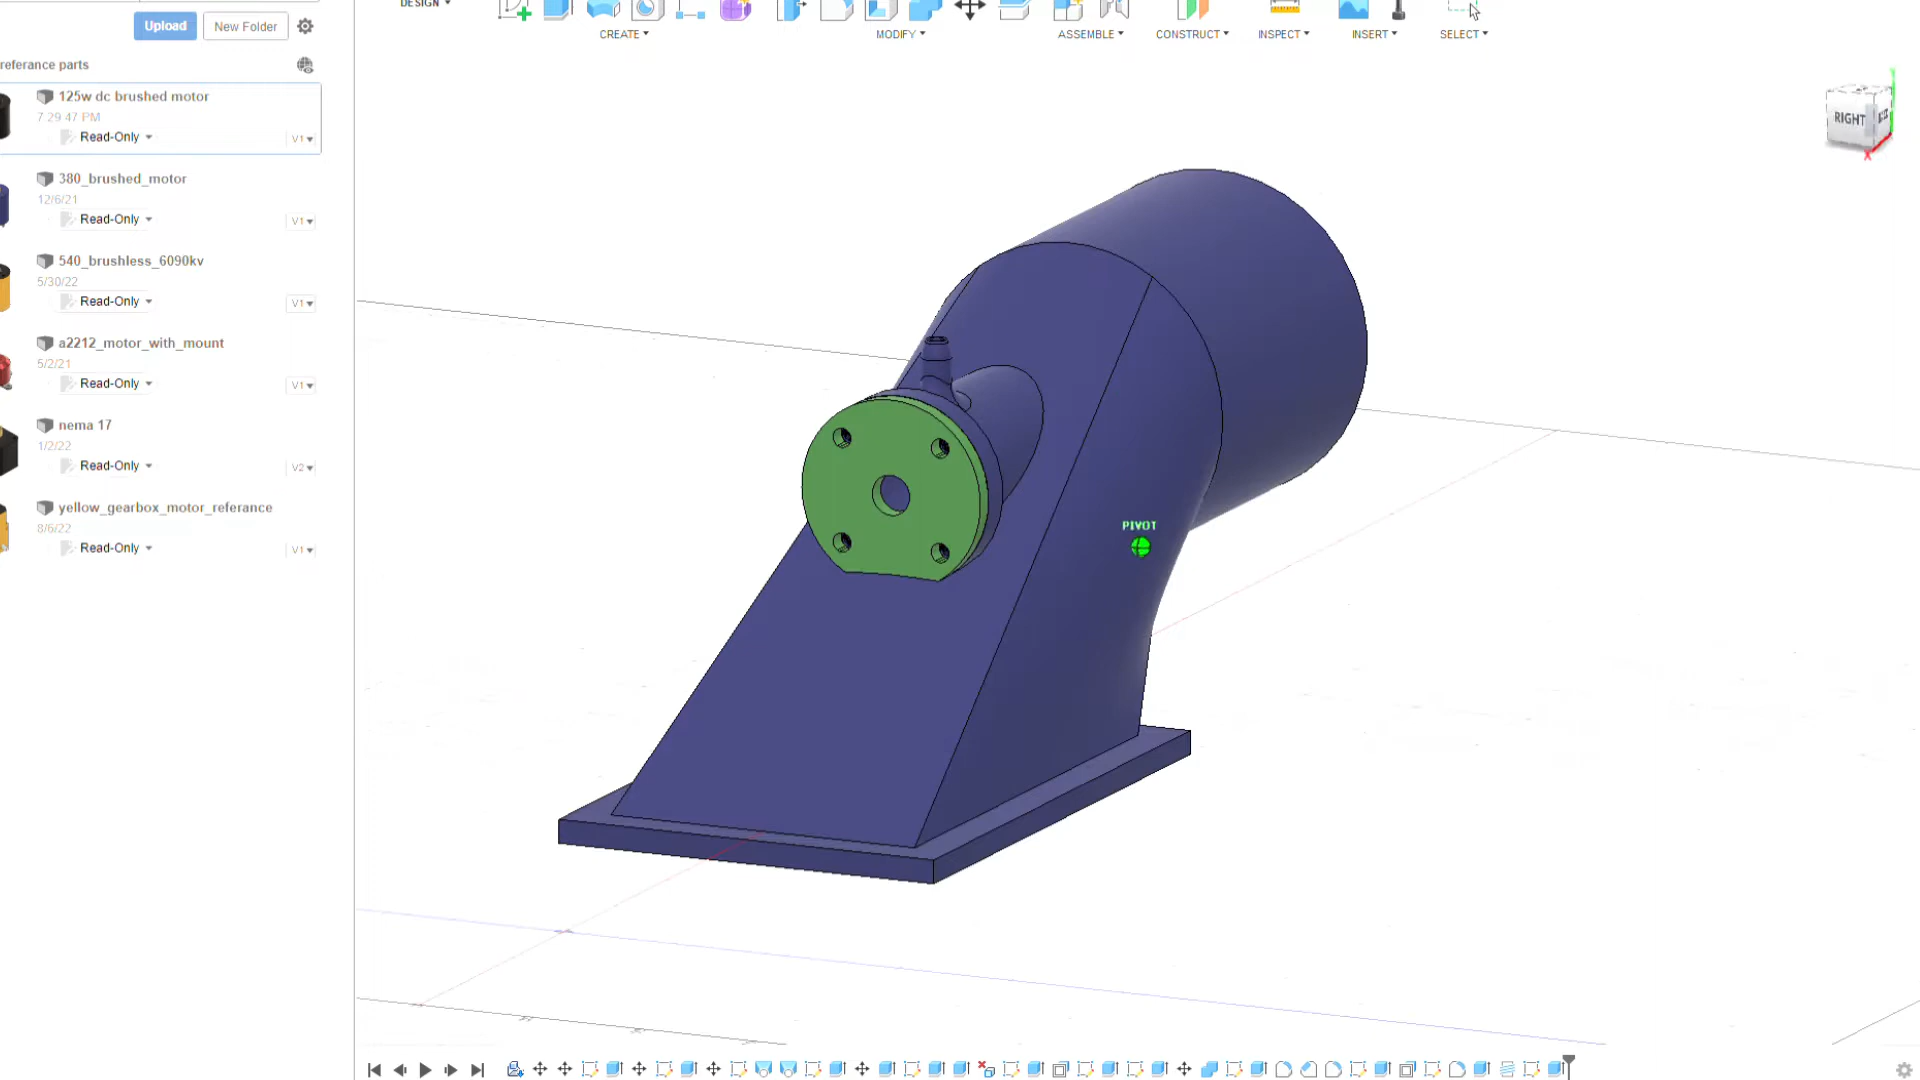 DESIGN
Upload New Folder
CREATE MODIFY ASSEMBLE CONSTRUCT INSPECT INSERT SELECT
referance parts
125w dc brushed motor
7 29 47 PM
Read-Only V1
380_brushed_motor
12/6/21
Read-Only V1
540_brushless_6090kv
5/30/22
Read-Only V1
a2212_motor_with_mount
5/2/21
Read-Only V1
nema 17
1/2/22
Read-Only V2
yellow_gearbox_motor_referance
8/6/22
Read-Only V1
RIGHT
X
PIVOT